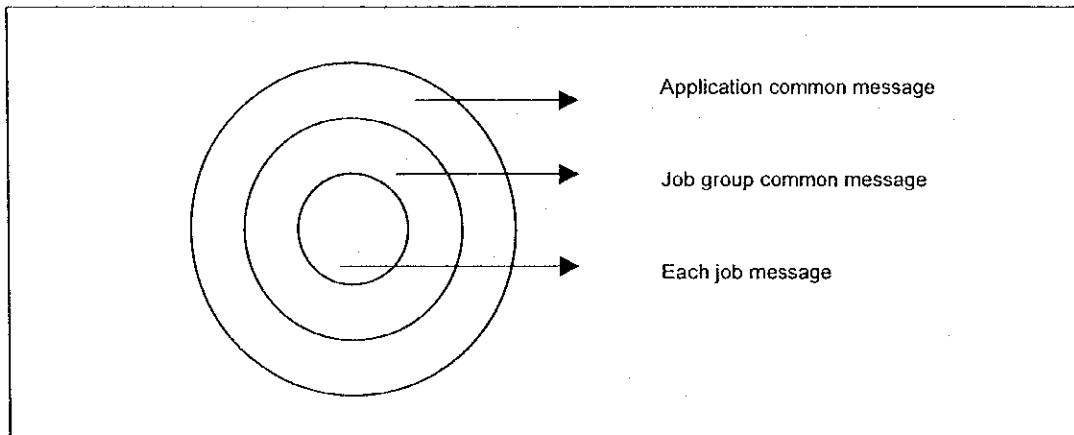 Application common message
Job group common message
Each job message